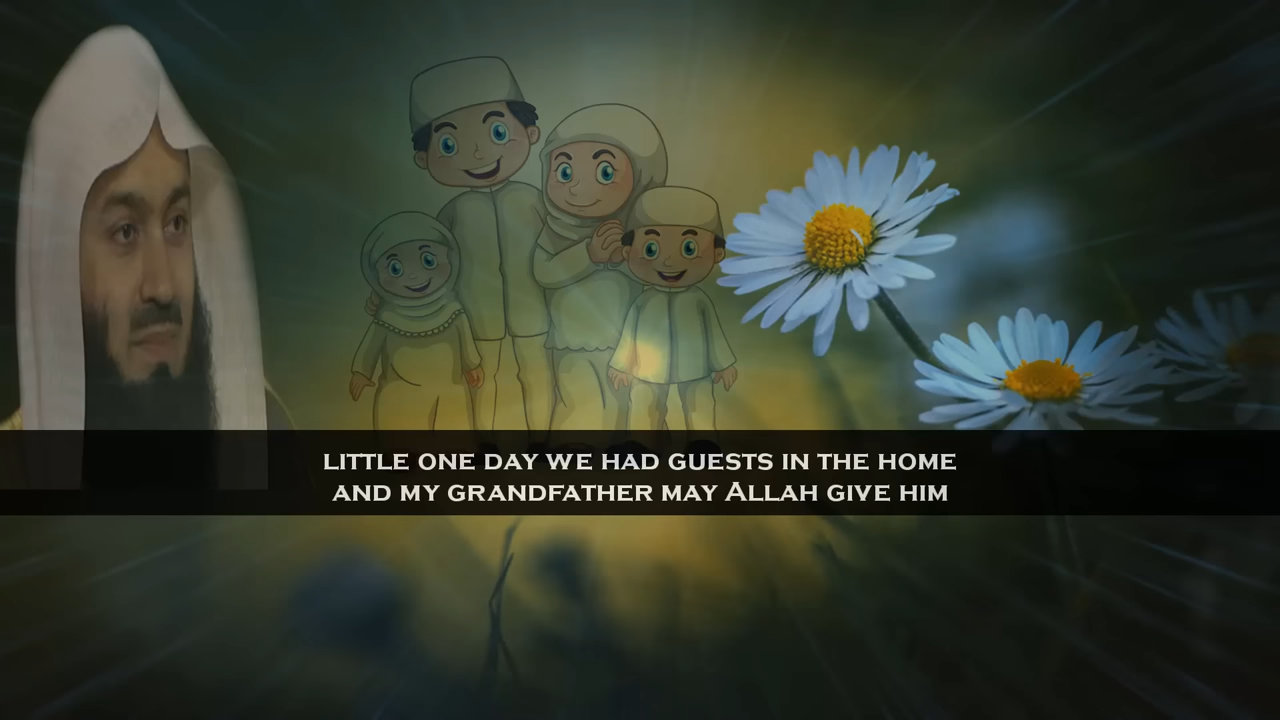 LITTLE ONE DAY WE HAD GUESTS IN THE HOME
AND MY GRANDFATHER MAY ALLAH GIVE HIM